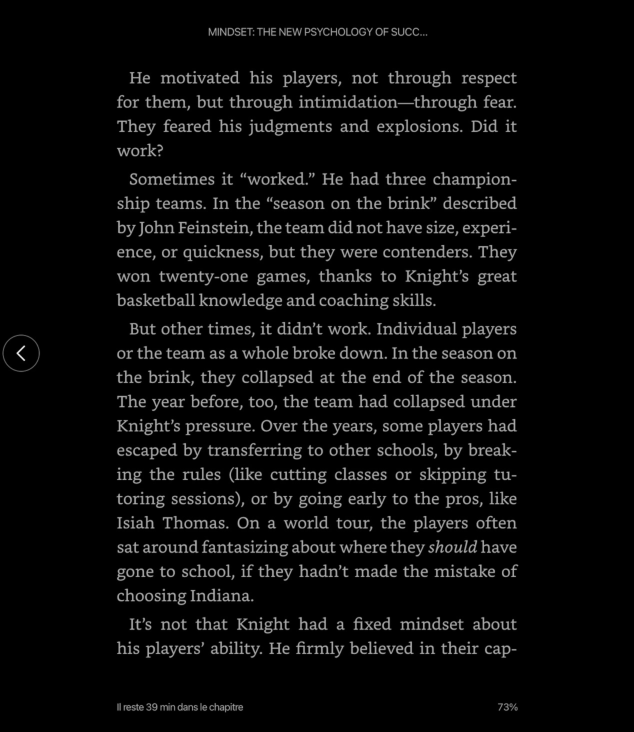 MINDSET: THE NEW PSYCHOLOGY OF SUCC...
He motivated his players, not through respect
for them, but through intimidation—through fear.
They feared his judgments and explosions. Did it
work?
Sometimes it “worked.” He had three champion-
ship teams. In the “season on the brink” described
by John Feinstein, the team did not have size, experi-
ence, or quickness, but they were contenders. They
won twenty-one games, thanks to Knight’s great
basketball knowledge and coaching skills.
But other times, it didn’t work. Individual players
or the team as a whole broke down. In the season on
the brink, they collapsed at the end of the season.
The year before, too, the team had collapsed under
Knight’s pressure. Over the years, some players had
escaped by transferring to other schools, by break-
ing the rules (like cutting classes or skipping tu-
toring sessions), or by going early to the pros, like
Isiah Thomas. On a world tour, the players often
sat around fantasizing about where they should have
gone to school, if they hadn’t made the mistake of
choosing Indiana.
It’s not that Knight had a fixed mindset about
his players’ ability. He firmly believed in their cap-
Il reste 39 min dans le chapitre
73%